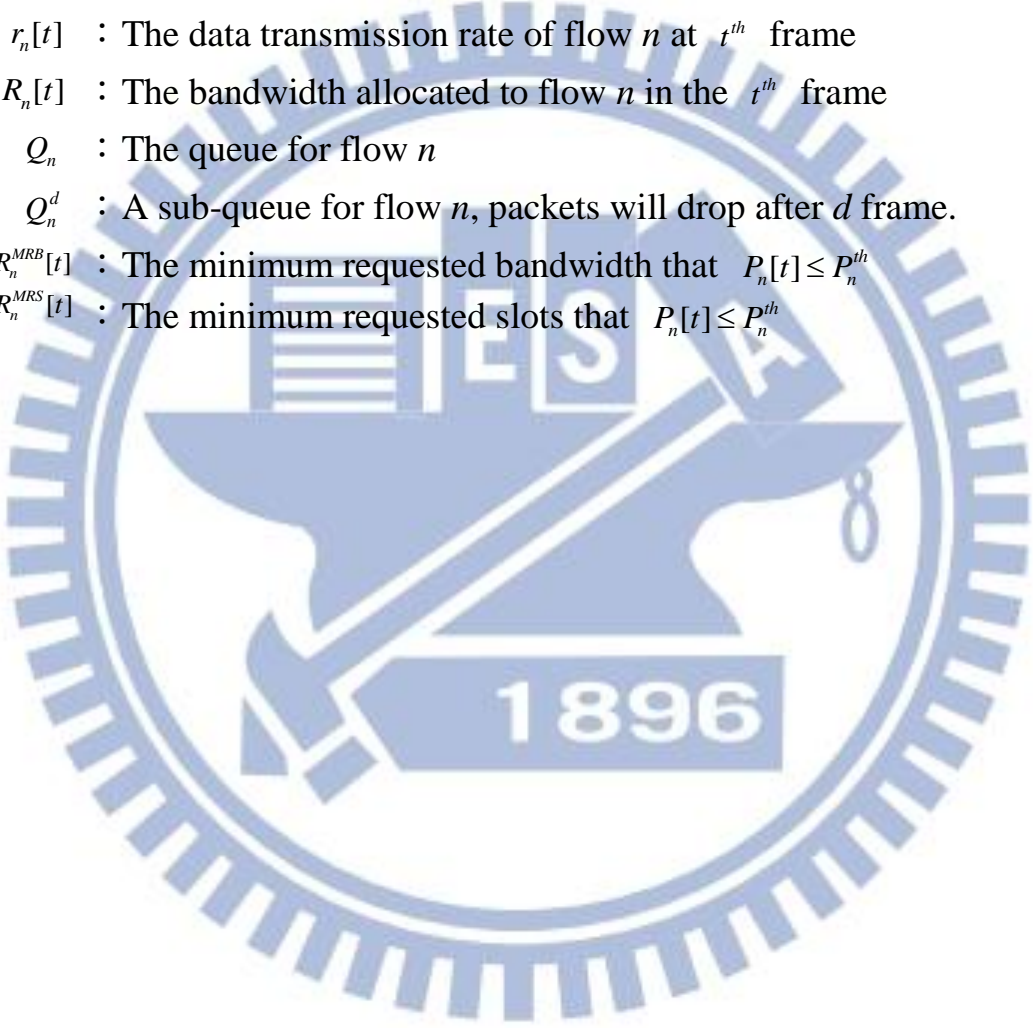 r_n[t] : The data transmission rate of flow n at t^th frame
R_n[t] : The bandwidth allocated to flow n in the t^th frame
Q_n : The queue for flow n
Q_n^d : A sub-queue for flow n, packets will drop after d frame.
R_n^MRB[t] : The minimum requested bandwidth that P_n[t] ≤ P_n^th
R_n^MRS[t] : The minimum requested slots that P_n[t] ≤ P_n^th
E S A
8
1896